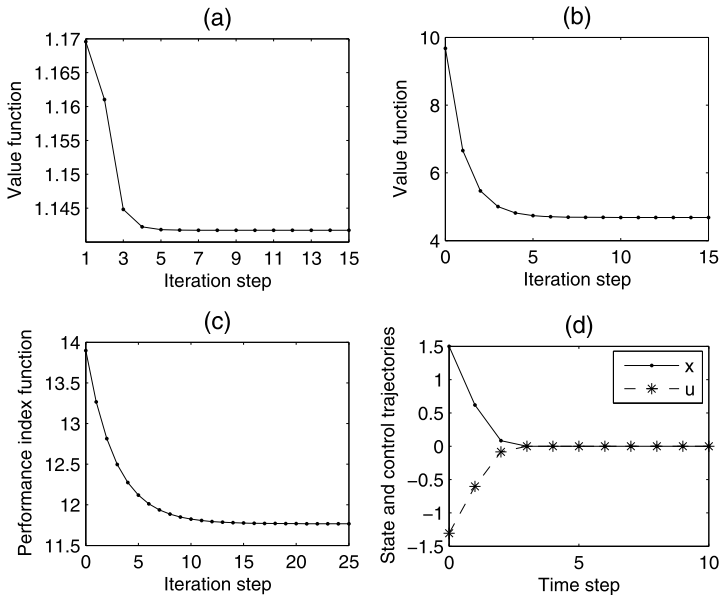 (a)
Value function
1.17
1.165
1.16
1.155
1.15
1.145
1 3 5 7 9 11 13 15
Iteration step
(b)
Value function
10
8
6
4
0 5 10 15
Iteration step
(c)
Performance index function
14
13.5
13
12.5
12
11.5
0 5 10 15 20 25
Iteration step
(d)
State and control trajectories
1.5
1
0.5
0
−0.5
−1
−1.5
0 5 10
Time step
x
u